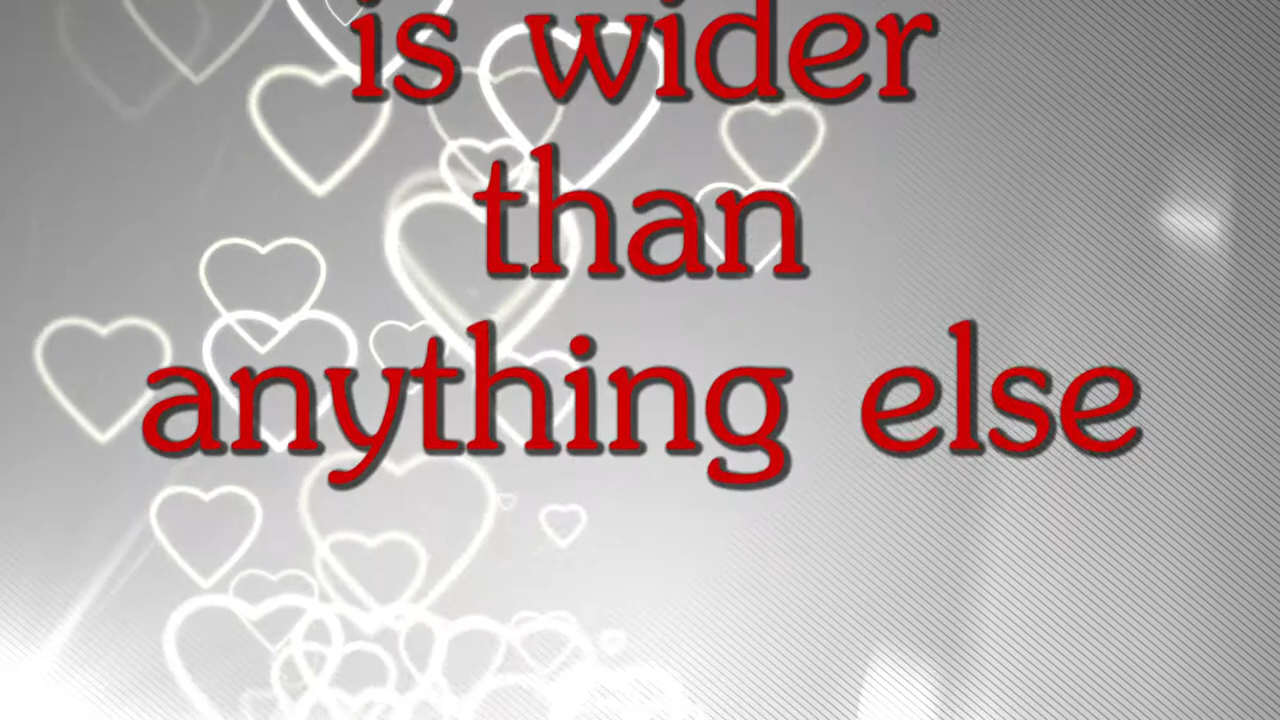 is wider
than
anything else